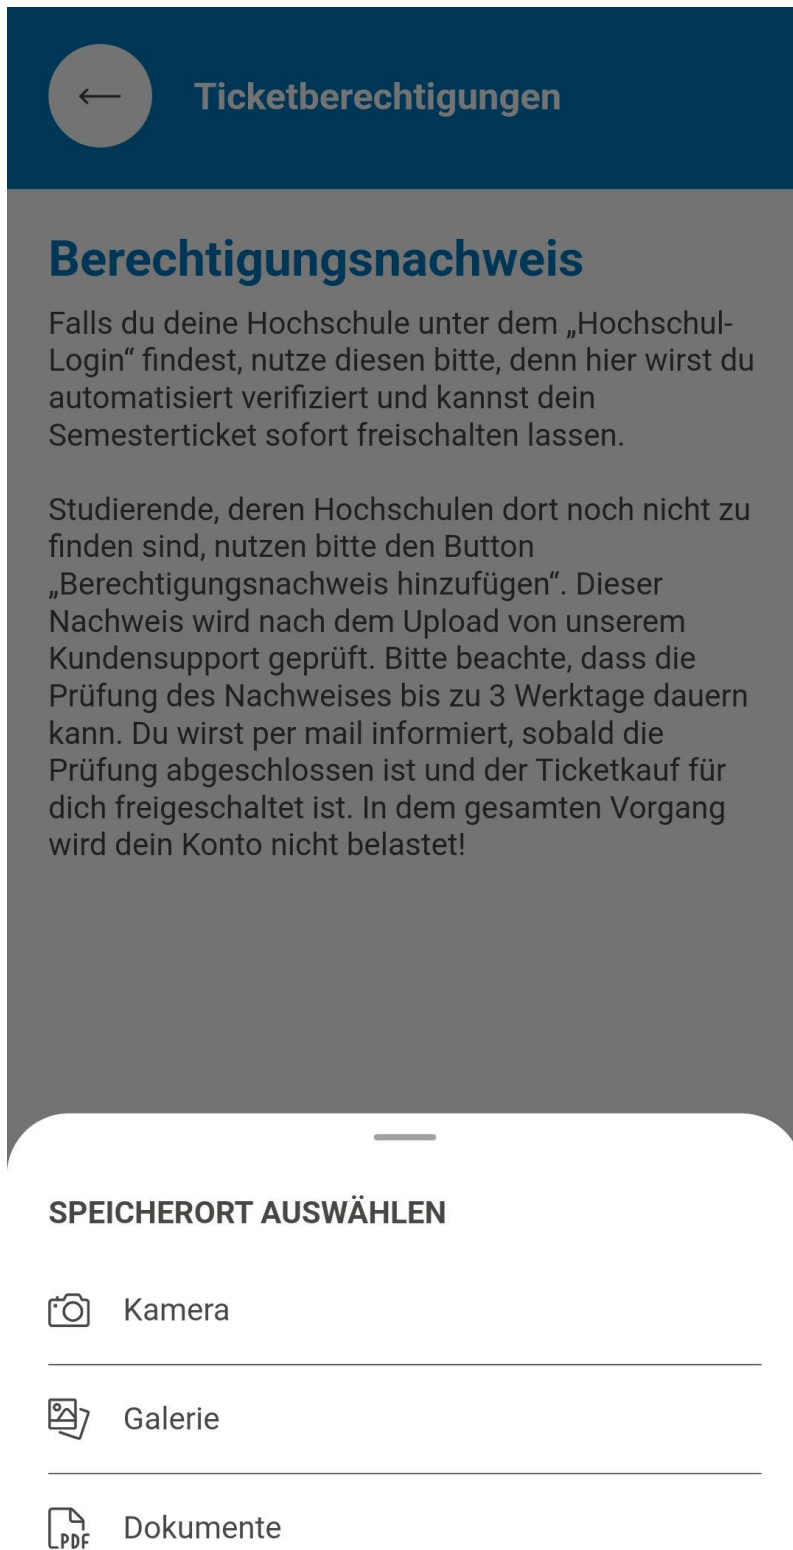 Ticketberechtigungen
Berechtigungsnachweis
Falls du deine Hochschule unter dem „Hochschul-
Login“ findest, nutze diesen bitte, denn hier wirst du
automatisiert verifiziert und kannst dein
Semesterticket sofort freischalten lassen.
Studierende, deren Hochschulen dort noch nicht zu
finden sind, nutzen bitte den Button
„Berechtigungsnachweis hinzufügen“. Dieser
Nachweis wird nach dem Upload von unserem
Kundensupport geprüft. Bitte beachte, dass die
Prüfung des Nachweises bis zu 3 Werktage dauern
kann. Du wirst per mail informiert, sobald die
Prüfung abgeschlossen ist und der Ticketkauf für
dich freigeschaltet ist. In dem gesamten Vorgang
wird dein Konto nicht belastet!
SPEICHERORT AUSWÄHLEN
Kamera
Galerie
PDF Dokumente